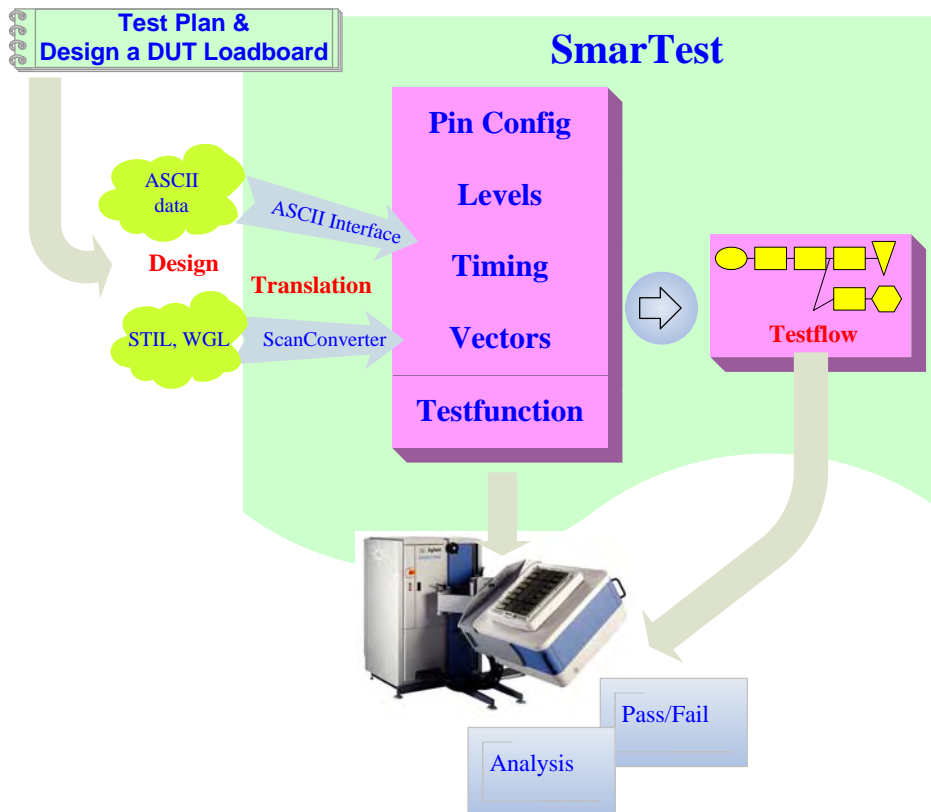 Test Plan &
Design a DUT Loadboard
SmarTest
Pin Config
Levels
Timing
Vectors
Testfunction
ASCII
data
ASCII Interface
Design
Translation
STIL, WGL
ScanConverter
Testflow
Agilent
Pass/Fail
Analysis